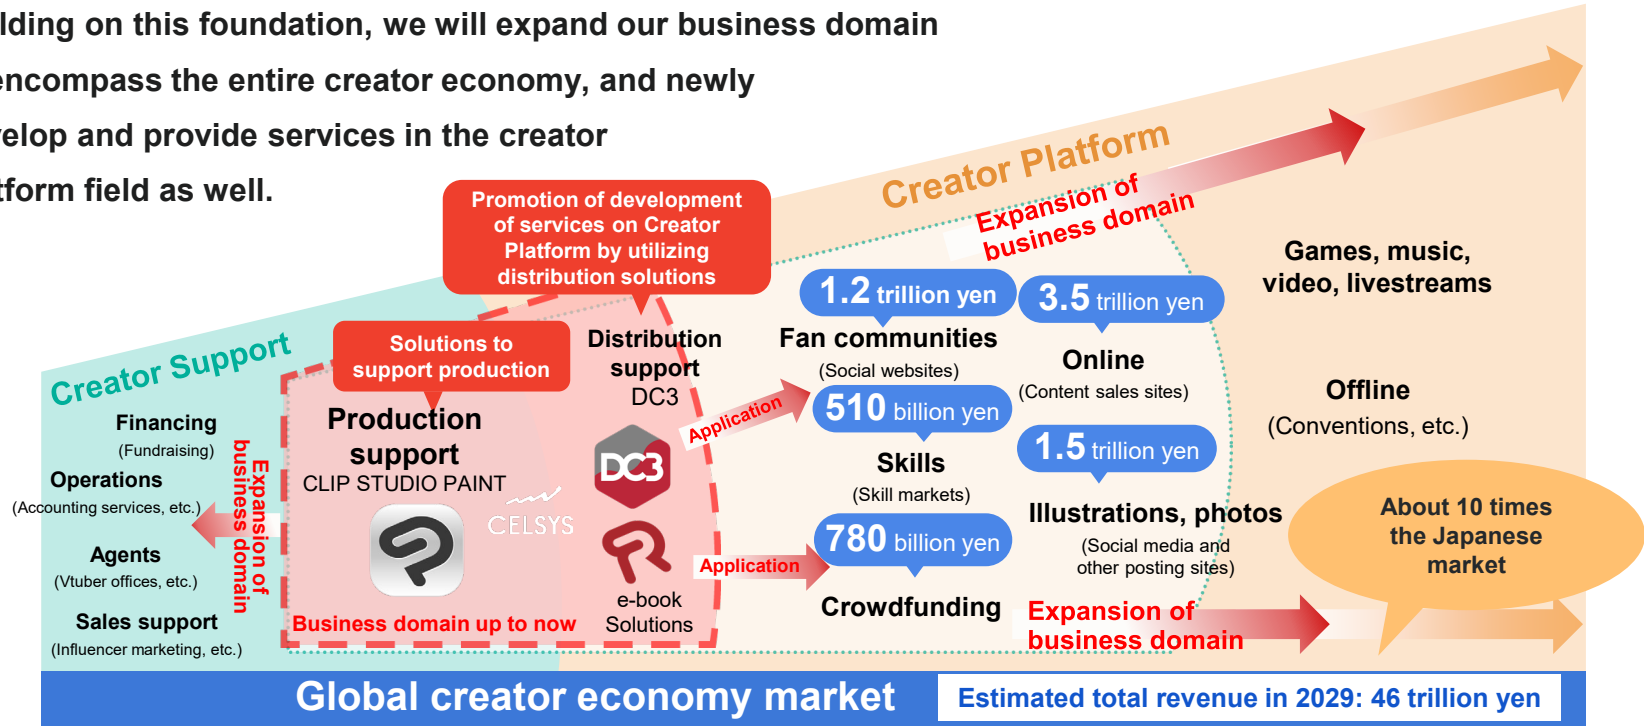 lding on this foundation, we will expand our business domain
encompass the entire creator economy, and newly
velop and provide services in the creator
tform field as well.
Creator Platform
Expansion of
business domain
Promotion of development
of services on Creator
Platform by utilizing
distribution solutions
Games, music,
video, livestreams
1.2 trillion yen
3.5 trillion yen
Solutions to
support production
Distribution
support
DC3
Fan communities
(Social websites)
Online
(Content sales sites)
Creator Support
Offline
(Conventions, etc.)
Financing
(Fundraising)
Operations
(Accounting services, etc.)
Agents
(Vtuber offices, etc.)
Sales support
(Influencer marketing, etc.)
Expansion of
business domain
Production
support
CLIP STUDIO PAINT
CELSYS
DC3
e-book
Solutions
Business domain up to now
Application
Application
510 billion yen
Skills
(Skill markets)
1.5 trillion yen
Illustrations, photos
(Social media and
other posting sites)
780 billion yen
Crowdfunding
Expansion of
business domain
About 10 times
the Japanese
market
Global creator economy market
Estimated total revenue in 2029: 46 trillion yen